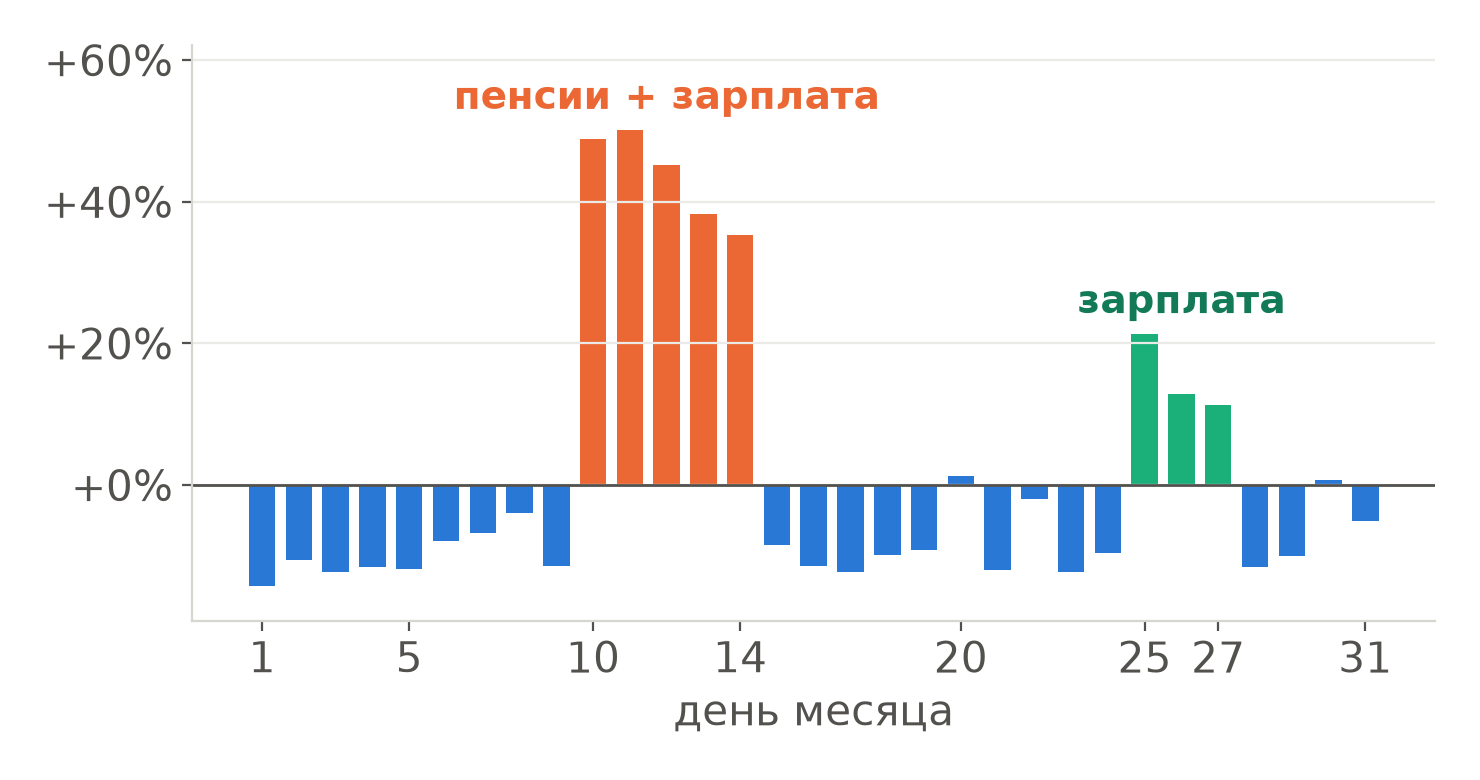 +60%
пенсии + зарплата
+40%
зарплата
+20%
+0%
1 5 10 14 20 25 27 31
день месяца